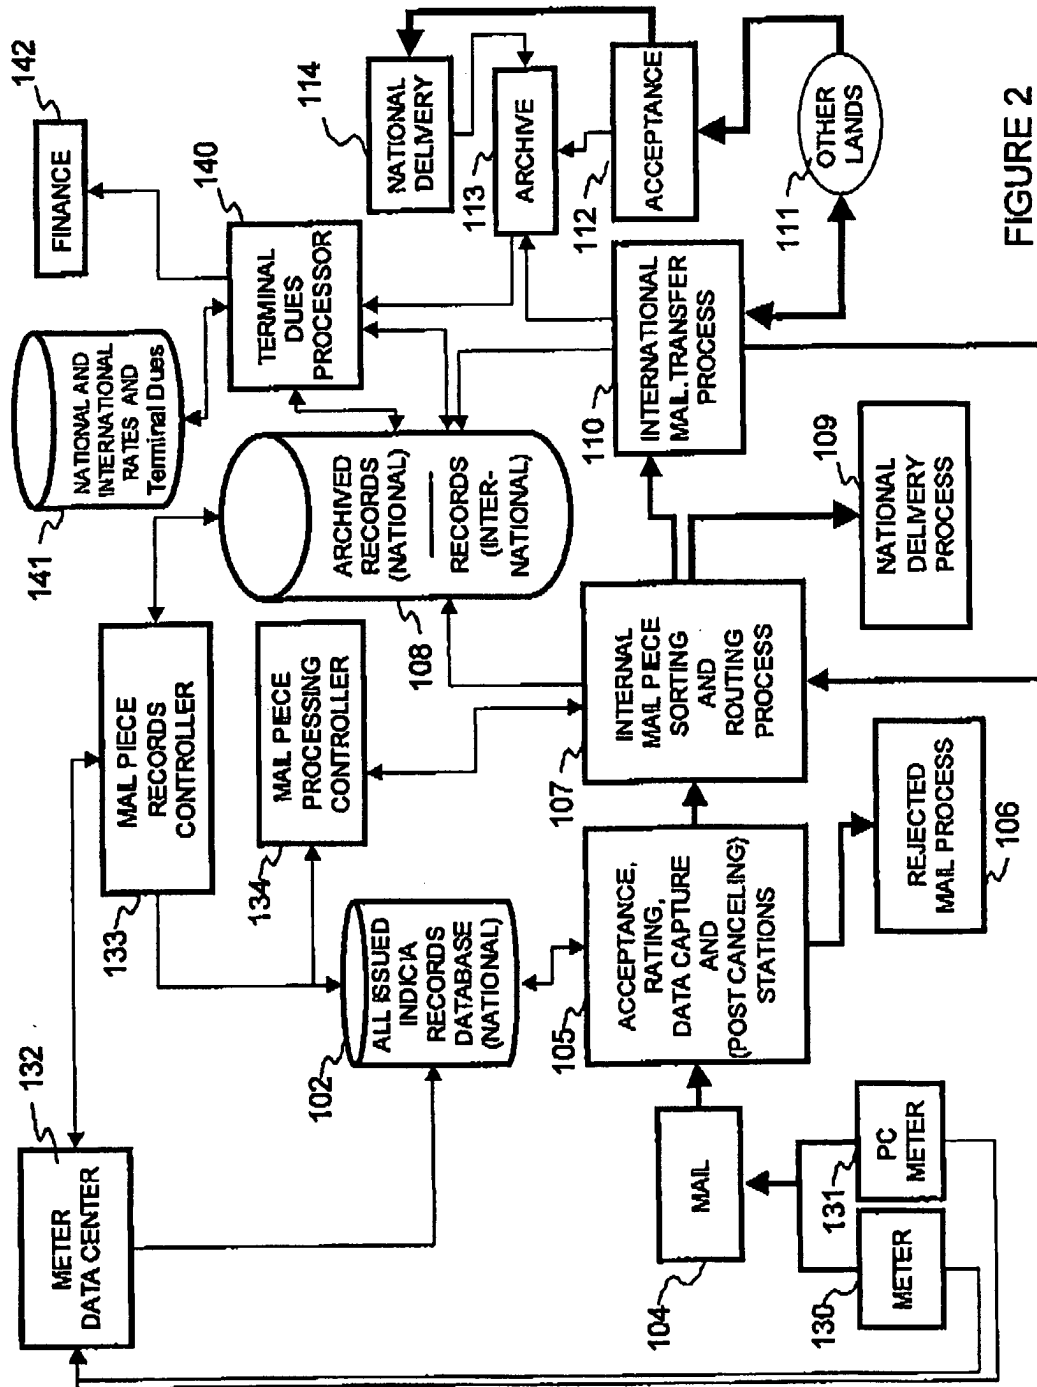 132
METER
DATA CENTER
133
MAIL PIECE
RECORDS
CONTROLLER
141
NATIONAL AND
INTERNATIONAL
RATES AND
Terminal Dues
142
FINANCE
134
MAIL PIECE
PROCESSING
CONTROLLER
140
TERMINAL
DUES
PROCESSOR
114
NATIONAL
DELIVERY
102
ALL ISSUED
INDICIA
RECORDS
DATABASE
(NATIONAL)
108
ARCHIVED
RECORDS
(NATIONAL)
RECORDS
(INTER-
NATIONAL)
113
ARCHIVE
104
MAIL
105
ACCEPTANCE,
RATING,
DATA CAPTURE
AND
(POST CANCELING)
STATIONS
107
INTERNAL
MAIL PIECE
SORTING
AND
ROUTING
PROCESS
110
INTERNATIONAL
MAIL.TRANSFER
PROCESS
112
ACCEPTANCE
130
METER
131
PC
METER
REJECTED
MAIL PROCESS
106
109
NATIONAL
DELIVERY
PROCESS
111
OTHER
LANDS
FIGURE 2